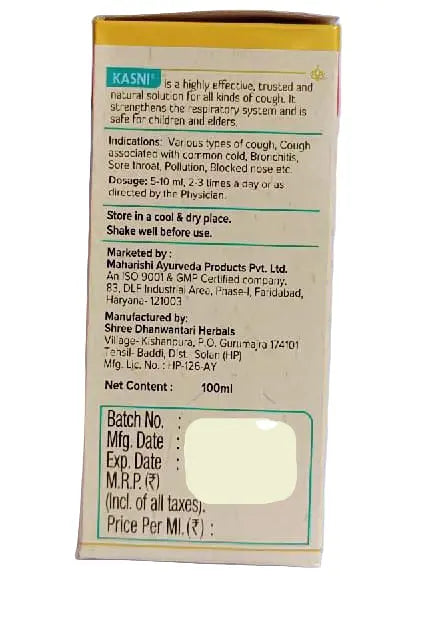 KASNI® is a highly effective, trusted and
natural solution for all kinds of cough. It
strengthens the respiratory system and is
safe for children and elders.
Indications: Various types of cough, Cough
associated with common cold, Bronchitis,
Sore throat, Pollution, Blocked nose etc.
Dosage: 5-10 ml, 2-3 times a day or as
directed by the Physician.
Store in a cool & dry place.
Shake well before use.
Marketed by :
Maharishi Ayurveda Products Pvt. Ltd.
An ISO 9001 & GMP Certified company.
83, DLF Industrial Area, Phase-I, Faridabad,
Haryana- 121003
Manufactured by:
Shree Dhanwantari Herbals
Village- Kishanpura, P.O. Gurumajra 174101
Tehsil- Baddi, Dist.- Solan (HP)
Mfg. Lic. No. : HP-126-AY
Net Content : 100ml
Batch No. :
Mfg. Date :
Exp. Date :
M.R.P. (₹)
(Incl. of all taxes).
Price Per Ml.(₹) :